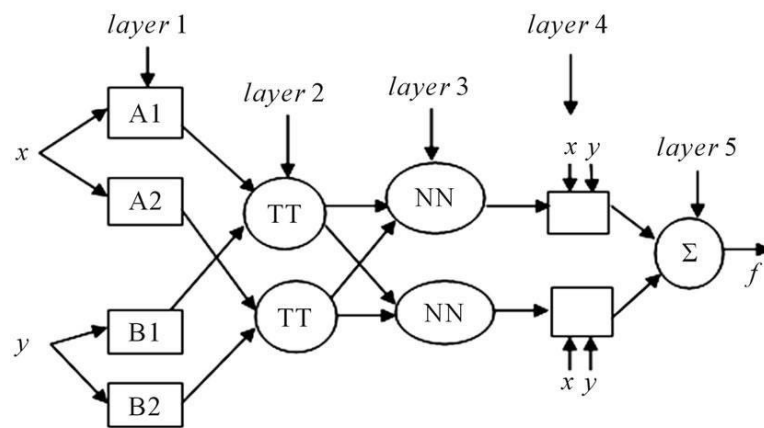 layer 1
layer 2
layer 3
layer 4
layer 5
x
A1
A2
y
B1
B2
TT
TT
NN
NN
x y
x y
Σ
f